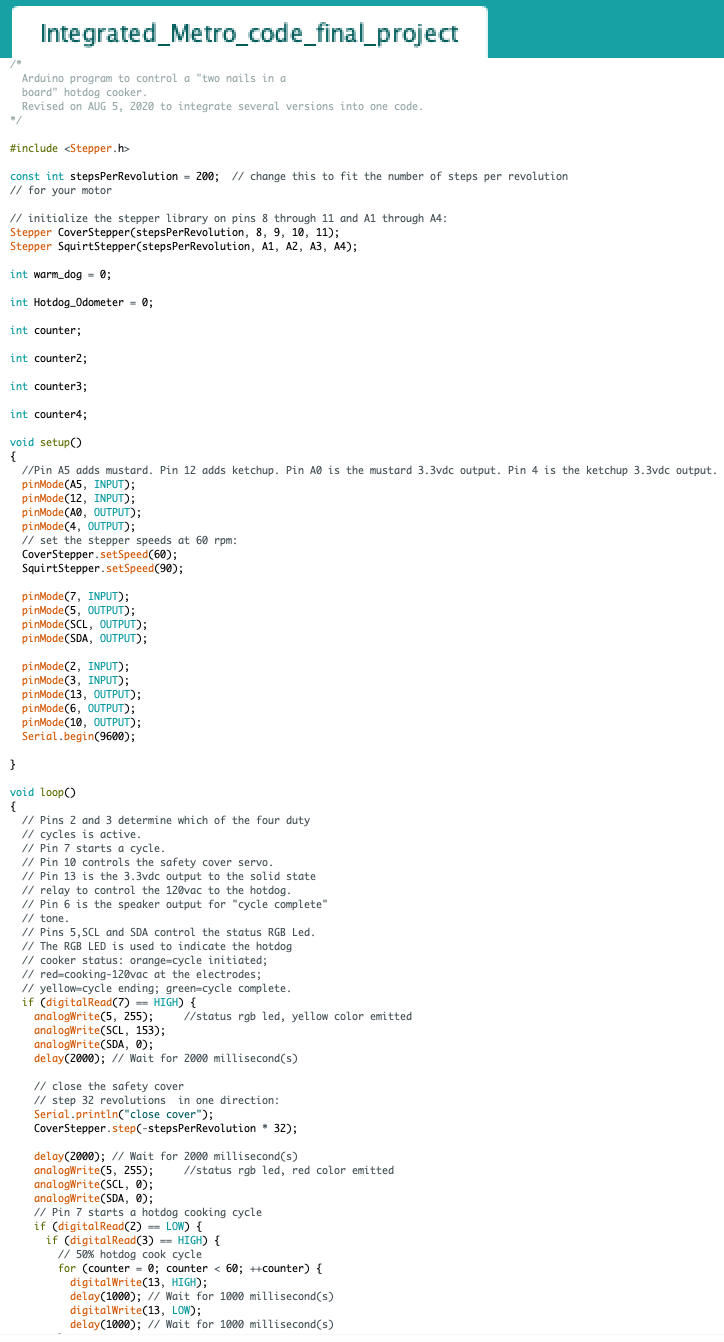 Integrated_Metro_code_final_project
/*
Arduino program to control a "two nails in a
board" hotdog cooker.
Revised on AUG 5, 2020 to integrate several versions into one code.
*/
#include <Stepper.h>
const int stepsPerRevolution = 200;  // change this to fit the number of steps per revolution
// for your motor
// initialize the stepper library on pins 8 through 11 and A1 through A4:
Stepper CoverStepper(stepsPerRevolution, 8, 9, 10, 11);
Stepper SquirtStepper(stepsPerRevolution, A1, A2, A3, A4);
int warm_dog = 0;
int Hotdog_Odometer = 0;
int counter;
int counter2;
int counter3;
int counter4;
void setup()
{
//Pin A5 adds mustard. Pin 12 adds ketchup. Pin A0 is the mustard 3.3vdc output. Pin 4 is the ketchup 3.3vdc output.
pinMode(A5, INPUT);
pinMode(12, INPUT);
pinMode(A0, OUTPUT);
pinMode(4, OUTPUT);
// set the stepper speeds at 60 rpm:
CoverStepper.setSpeed(60);
SquirtStepper.setSpeed(90);
pinMode(7, INPUT);
pinMode(5, OUTPUT);
pinMode(SCL, OUTPUT);
pinMode(SDA, OUTPUT);
pinMode(2, INPUT);
pinMode(3, INPUT);
pinMode(13, OUTPUT);
pinMode(6, OUTPUT);
pinMode(10, OUTPUT);
Serial.begin(9600);
}
void loop()
{
// Pins 2 and 3 determine which of the four duty
// cycles is active.
// Pin 7 starts a cycle.
// Pin 10 controls the safety cover servo.
// Pin 13 is the 3.3vdc output to the solid state
// relay to control the 120vac to the hotdog.
// Pin 6 is the speaker output for "cycle complete"
// tone.
// Pins 5,SCL and SDA control the status RGB Led.
// The RGB LED is used to indicate the hotdog
// cooker status: orange=cycle initiated;
// red=cooking-120vac at the electrodes;
// yellow=cycle ending; green=cycle complete.
if (digitalRead(7) == HIGH) {
analogWrite(5, 255);     //status rgb led, yellow color emitted
analogWrite(SCL, 153);
analogWrite(SDA, 0);
delay(2000); // Wait for 2000 millisecond(s)
// close the safety cover
// step 32 revolutions  in one direction:
Serial.println("close cover");
CoverStepper.step(-stepsPerRevolution * 32);
delay(2000); // Wait for 2000 millisecond(s)
analogWrite(5, 255);     //status rgb led, red color emitted
analogWrite(SCL, 0);
analogWrite(SDA, 0);
// Pin 7 starts a hotdog cooking cycle
if (digitalRead(2) == LOW) {
if (digitalRead(3) == HIGH) {
// 50% hotdog cook cycle
for (counter = 0; counter < 60; ++counter) {
digitalWrite(13, HIGH);
delay(1000); // Wait for 1000 millisecond(s)
digitalWrite(13, LOW);
delay(1000); // Wait for 1000 millisecond(s)